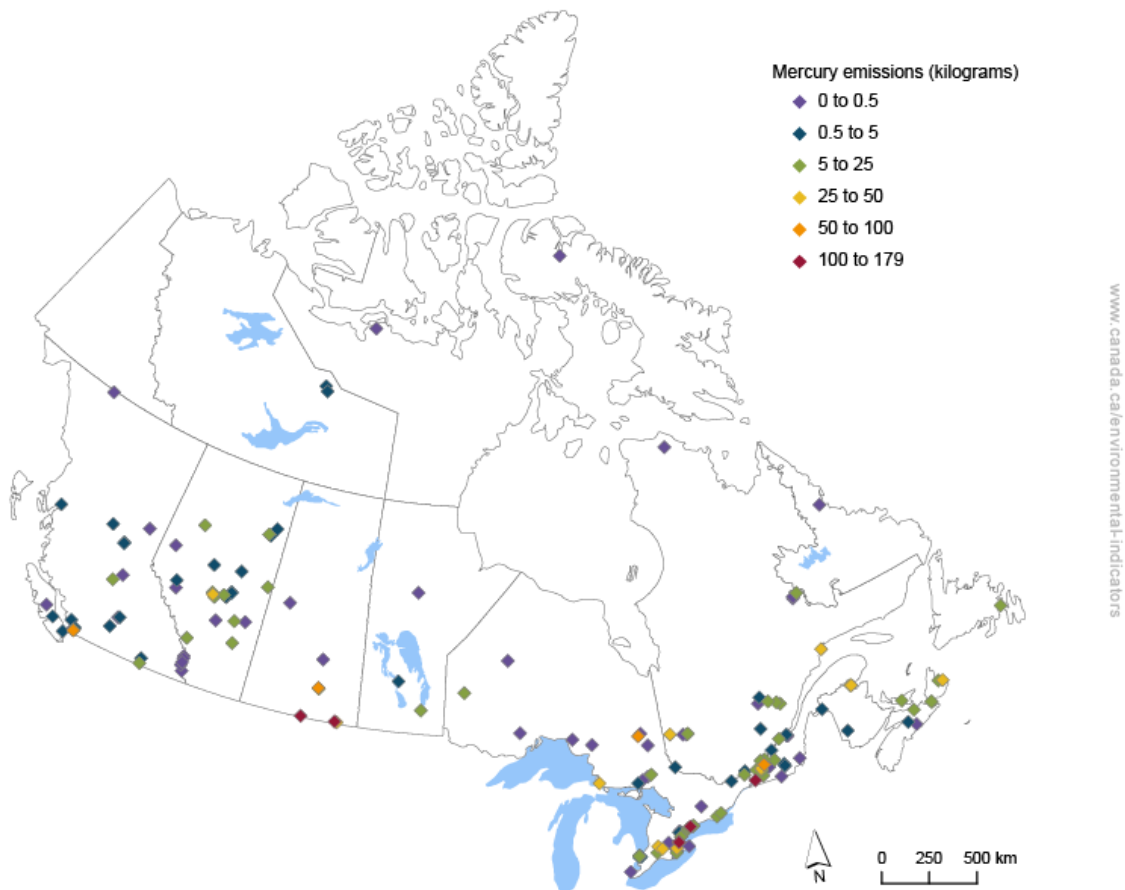 Mercury emissions (kilograms)
0 to 0.5
0.5 to 5
5 to 25
25 to 50
50 to 100
100 to 179
www.canada.ca/environmental-indicators
N
0 250 500 km